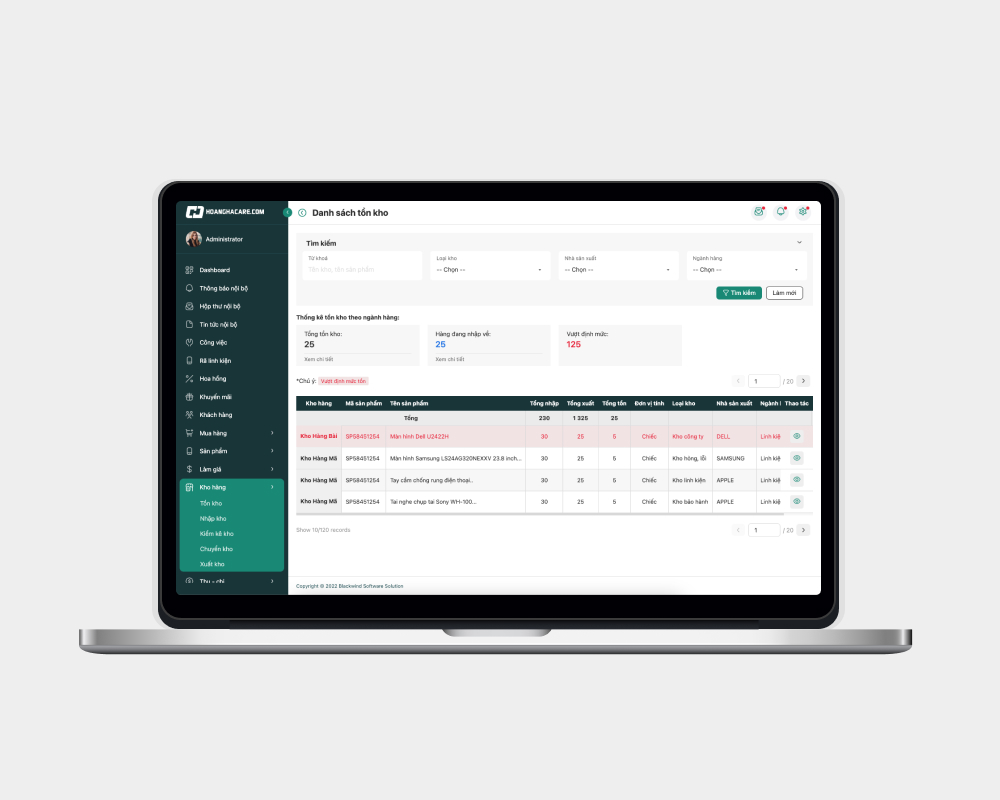 HOANGHACARE.COM
Administrator
Dashboard
Thông báo nội bộ
Hộp thư nội bộ
Tin tức nội bộ
Công việc
Rã linh kiện
Hoa hồng
Khuyến mãi
Khách hàng
Mua hàng
Sản phẩm
Làm giá
Kho hàng
Tồn kho
Nhập kho
Kiểm kê kho
Chuyển kho
Xuất kho
Thu - chi
Danh sách tồn kho
Tìm kiếm
Từ khoá Loại kho Nhà sản xuất Ngành hàng
Tên kho, tên sản phẩm -- Chọn -- -- Chọn -- -- Chọn --
Tìm kiếm Làm mới
Thống kê tồn kho theo ngành hàng:
Tổng tồn kho: Hàng đang nhập về: Vượt định mức:
25 25 125
Xem chi tiết Xem chi tiết
*Chú ý: Vượt định mức tồn 1 / 20
Kho hàng Mã sản phẩm Tên sản phẩm Tổng nhập Tổng xuất Tổng tồn Đơn vị tính Loại kho Nhà sản xuất Ngành Thao tác
Tổng 230 1 325 25
Kho Hàng Bài SP58451254 Màn hình Dell U2422H 30 25 5 Chiếc Kho công ty DELL Linh kiệ
Kho Hàng Mã SP58451254 Màn hình Samsung LS24AG320NEXXV 23.8 inch... 30 25 5 Chiếc Kho hỏng, lỗi SAMSUNG Linh kiệ
Kho Hàng Mã SP58451254 Tay cầm chống rung điện thoại.. 30 25 5 Chiếc Kho linh kiện APPLE Linh kiệ
Kho Hàng Mã SP58451254 Tai nghe chụp tai Sony WH-100... 30 25 5 Chiếc Kho bảo hành APPLE Linh kiệ
Show 10/120 records 1 / 20
Copyright © 2022 Blackwind Software Solution